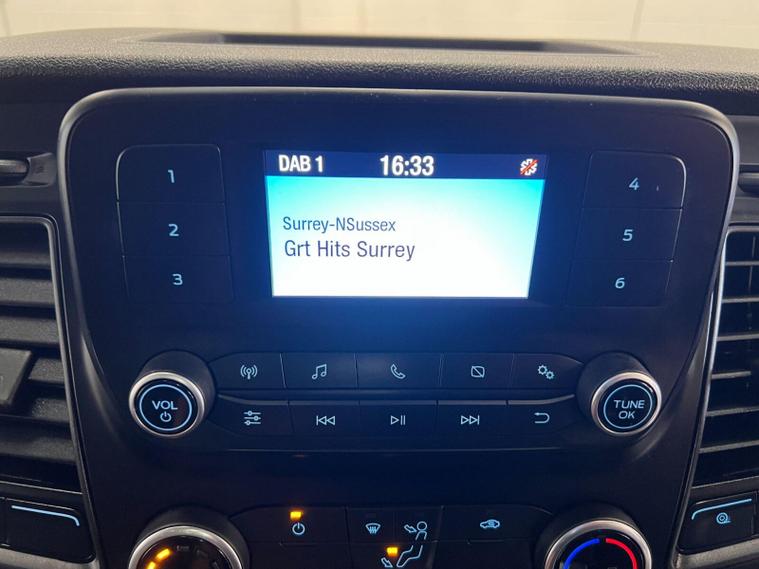 DAB 1 16:33
Surrey-NSussex
Grt Hits Surrey
1
2
3
4
5
6
VOL
TUNE
OK